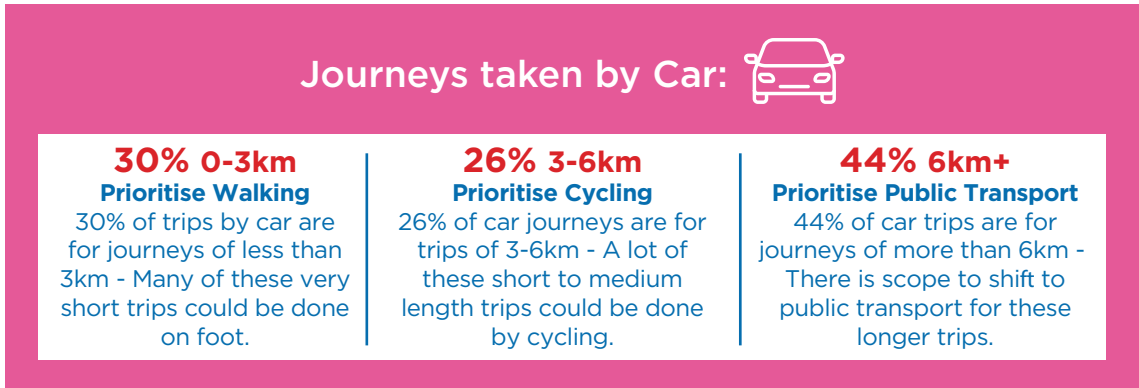 Journeys taken by Car:
30% 0-3km
Prioritise Walking
30% of trips by car are
for journeys of less than
3km - Many of these very
short trips could be done
on foot.
26% 3-6km
Prioritise Cycling
26% of car journeys are for
trips of 3-6km - A lot of
these short to medium
length trips could be done
by cycling.
44% 6km+
Prioritise Public Transport
44% of car trips are for
journeys of more than 6km -
There is scope to shift to
public transport for these
longer trips.